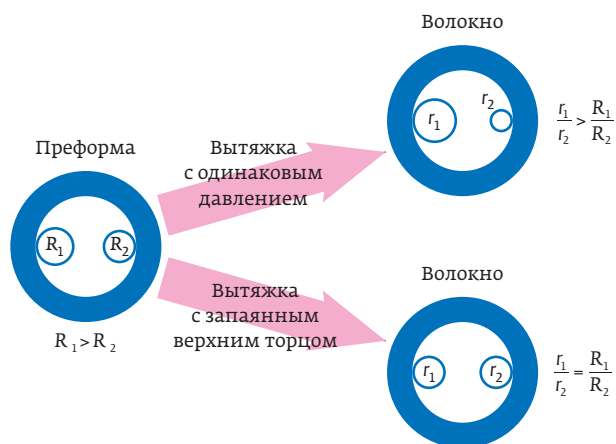 Волокно
r₁
r₂
r₁/r₂ > R₁/R₂
Вытяжка
с одинаковым
давлением
Преформа
R₁
R₂
R₁ > R₂
Вытяжка
с запаянным
верхним торцом
Волокно
r₁
r₂
r₁/r₂ = R₁/R₂